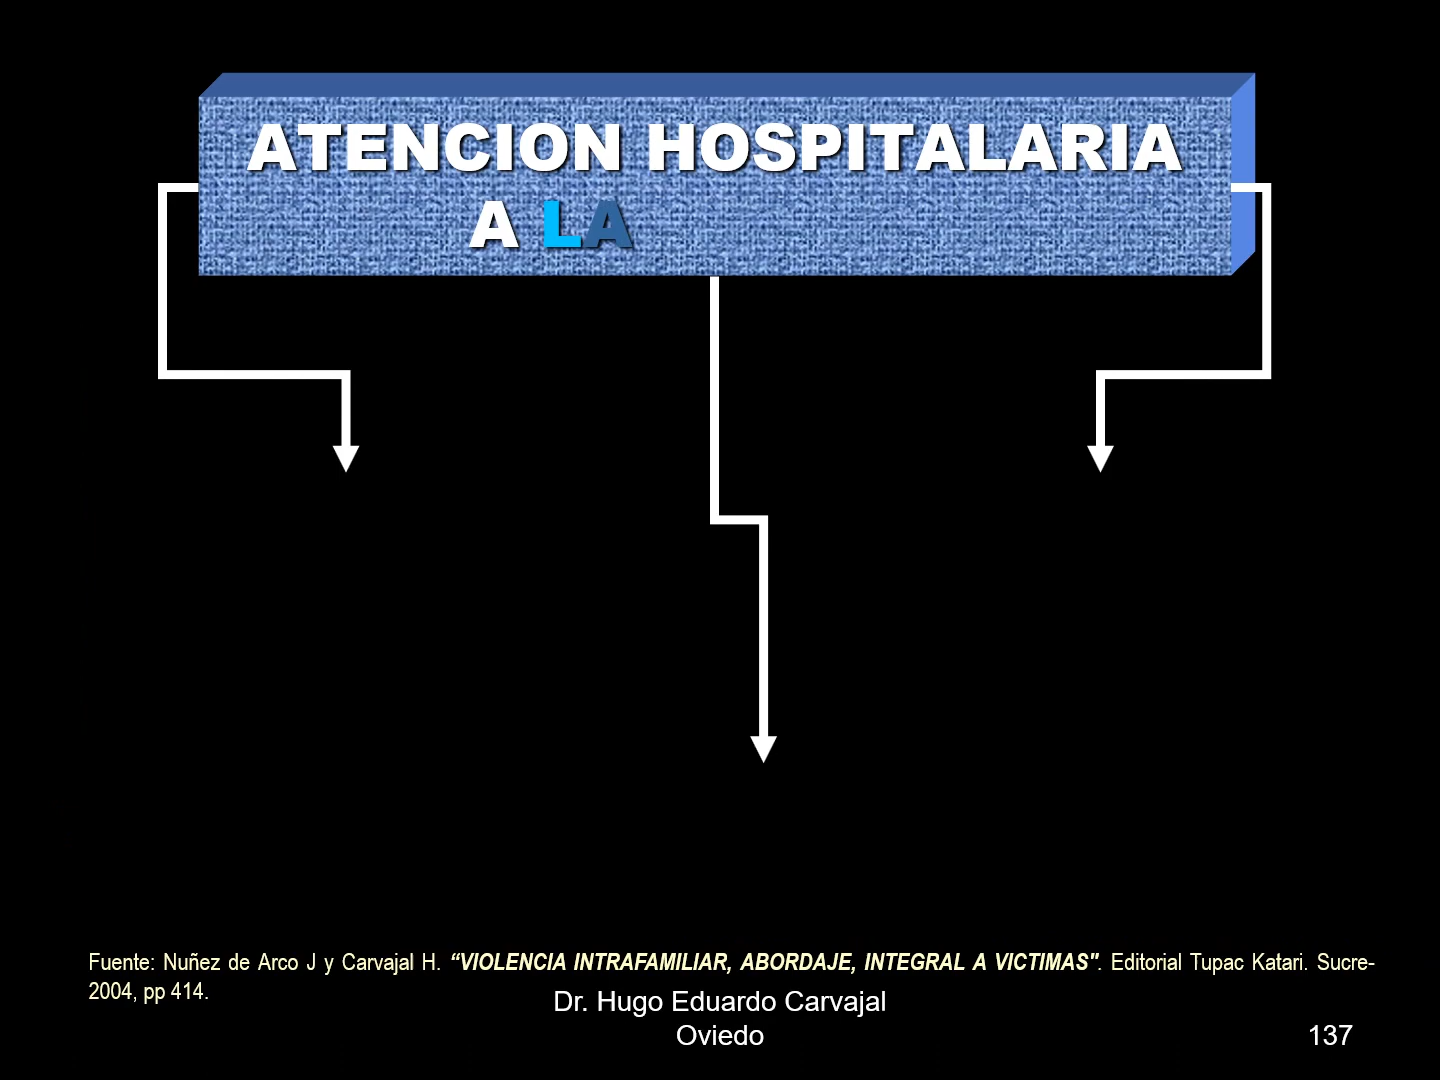 ATENCION HOSPITALARIA
A LA
Fuente: Nuñez de Arco J y Carvajal H. “VIOLENCIA INTRAFAMILIAR, ABORDAJE, INTEGRAL A VICTIMAS". Editorial Tupac Katari. Sucre-
2004, pp 414.
Dr. Hugo Eduardo Carvajal
Oviedo
137